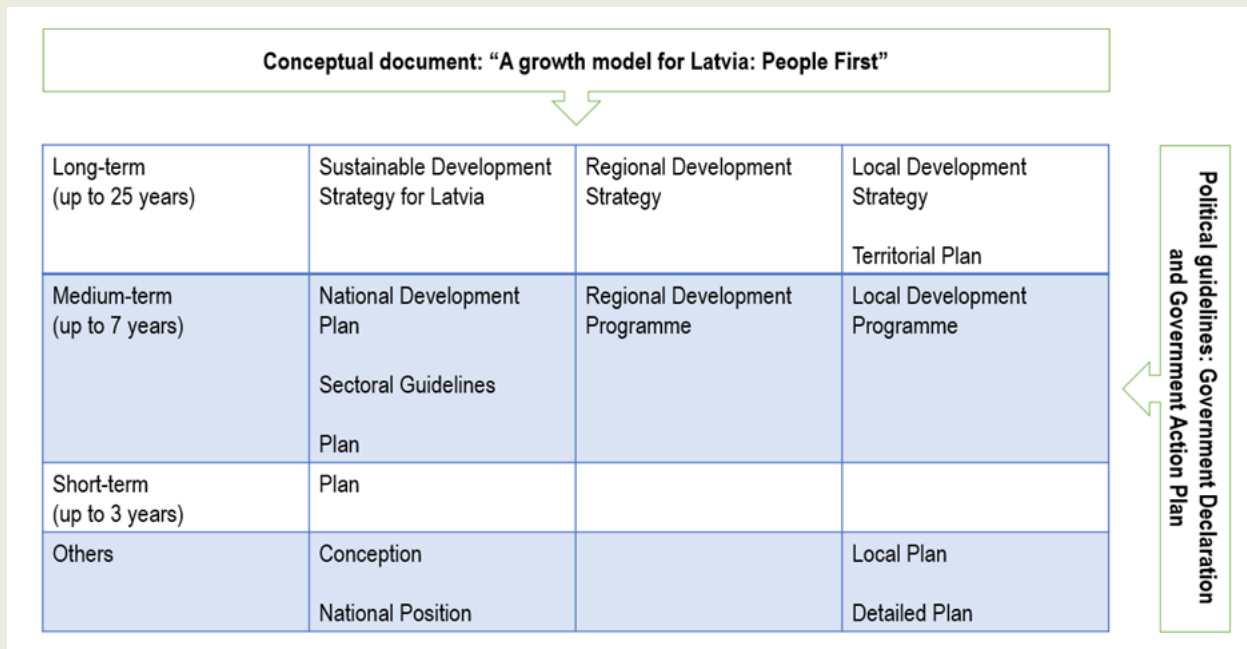 Conceptual document: “A growth model for Latvia: People First”
Long-term
(up to 25 years)
Sustainable Development
Strategy for Latvia
Regional Development
Strategy
Local Development
Strategy
Territorial Plan
Medium-term
(up to 7 years)
National Development
Plan
Sectoral Guidelines
Plan
Regional Development
Programme
Local Development
Programme
Short-term
(up to 3 years)
Plan
Others
Conception
National Position
Local Plan
Detailed Plan
Political guidelines: Government Declaration
and Government Action Plan